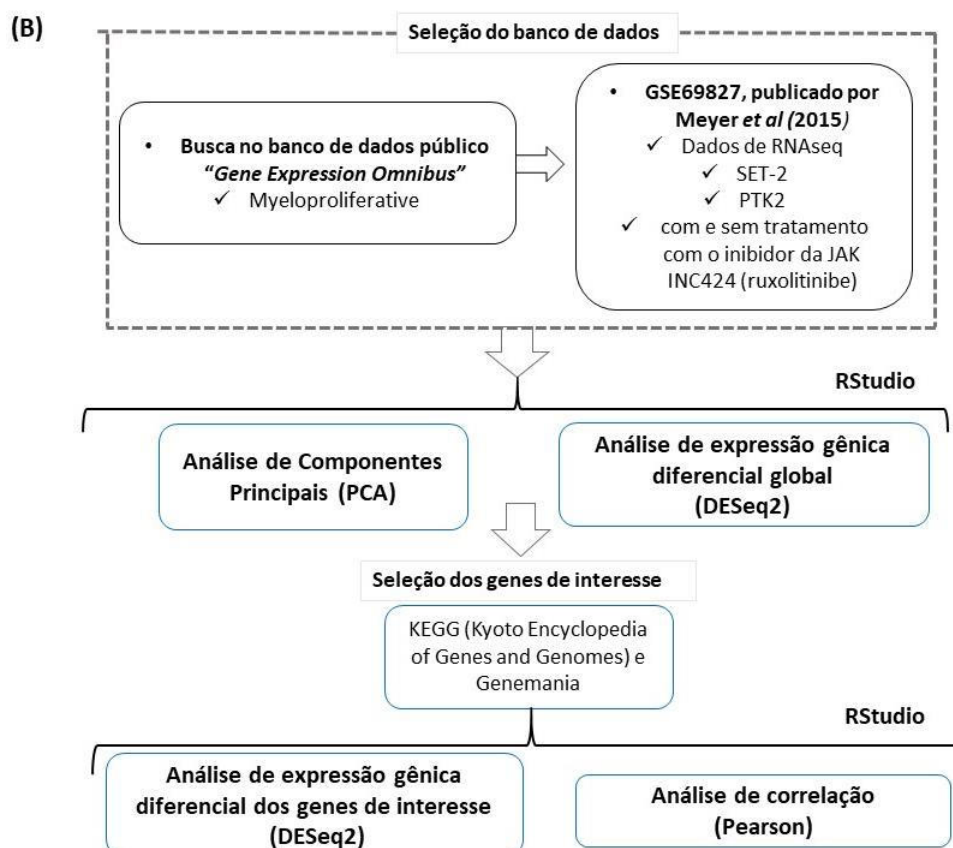 (B)
Seleção do banco de dados
• Busca no banco de dados público
“Gene Expression Omnibus”
✓ Myeloproliferative
• GSE69827, publicado por
Meyer et al (2015)
✓ Dados de RNAseq
✓ SET-2
✓ PTK2
✓ com e sem tratamento
com o inibidor da JAK
INC424 (ruxolitinibe)
RStudio
Análise de Componentes
Principais (PCA)
Análise de expressão gênica
diferencial global
(DESeq2)
Seleção dos genes de interesse
KEGG (Kyoto Encyclopedia
of Genes and Genomes) e
Genemania
RStudio
Análise de expressão gênica
diferencial dos genes de interesse
(DESeq2)
Análise de correlação
(Pearson)